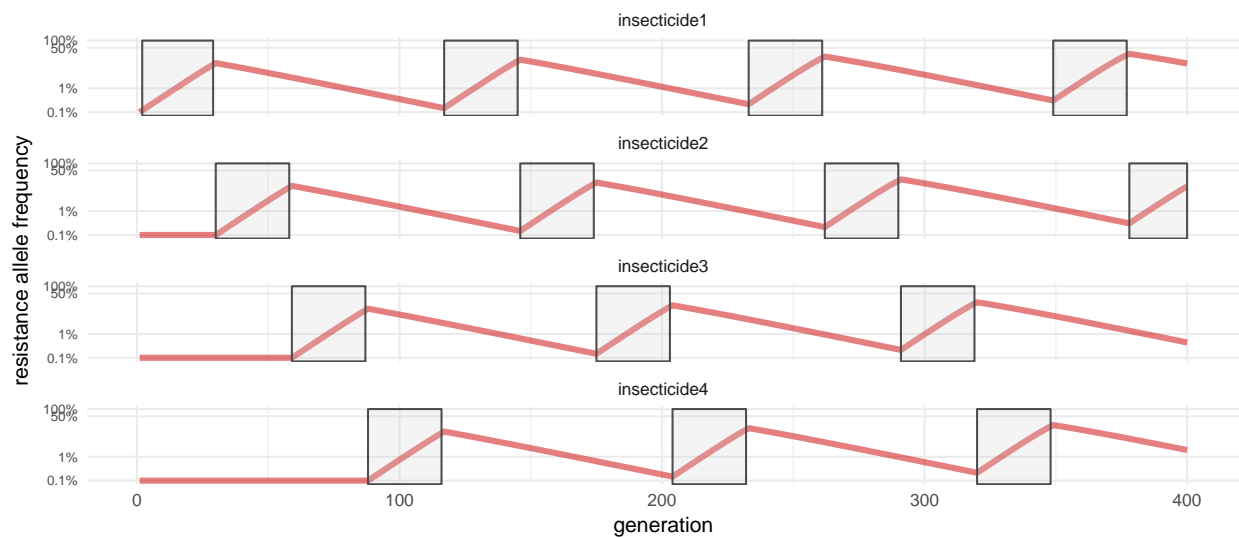 insecticide1
100%
50%
1%
0.1%
insecticide2
100%
50%
1%
0.1%
resistance allele frequency
insecticide3
100%
50%
1%
0.1%
insecticide4
100%
50%
1%
0.1%
0 100 200 300 400
generation